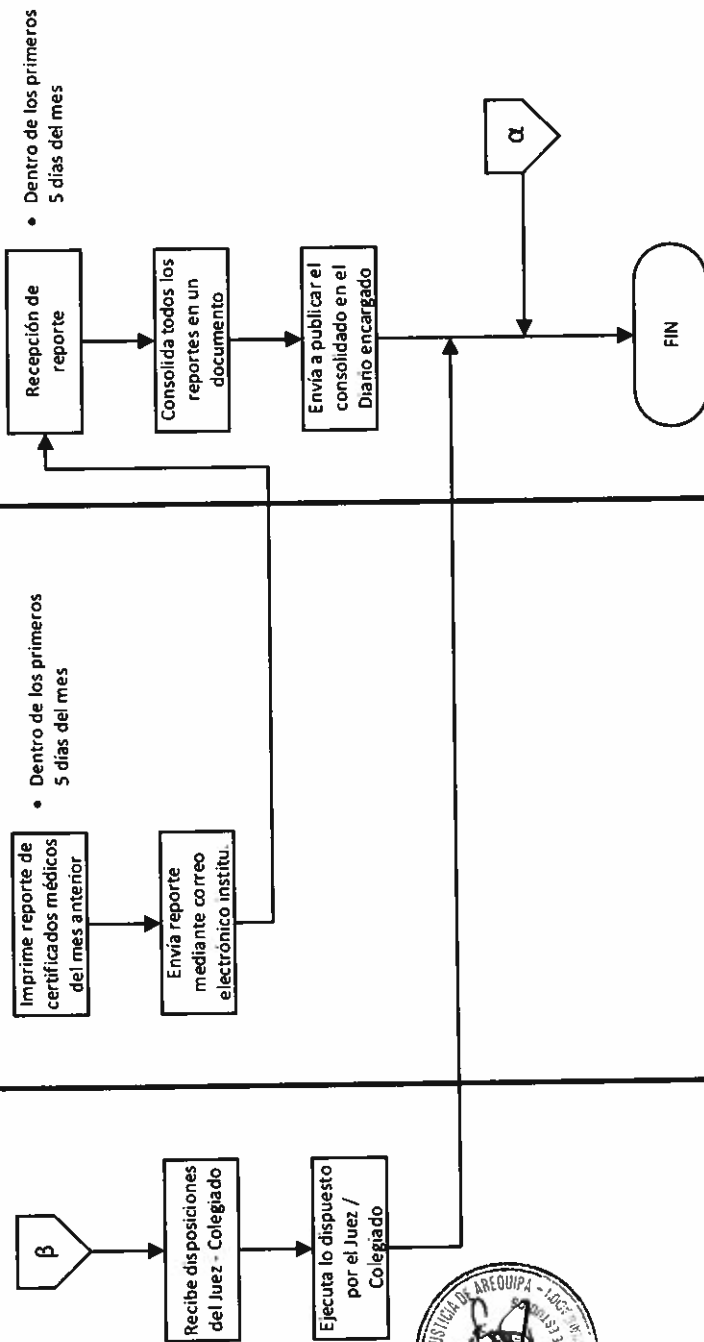 β
Recibe disposiciones
del Juez - Colegiado
Ejecuta lo dispuesto
por el Juez /
Colegiado
Imprime reporte de
certificados médicos
del mes anterior
• Dentro de los primeros
5 días del mes
Envía reporte
mediante correo
electrónico institu.
Recepción de
reporte
• Dentro de los primeros
5 días del mes
Consolida todos los
reportes en un
documento
Envía a publicar el
consolidado en el
Diario encargado
α
FIN
DE AREQUIPA